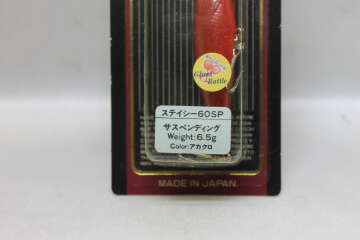 Giant
Rattle
ステイシー60SP
サスペンディング
Weight:6.5g
Color:アカクロ
MADE IN JAPAN